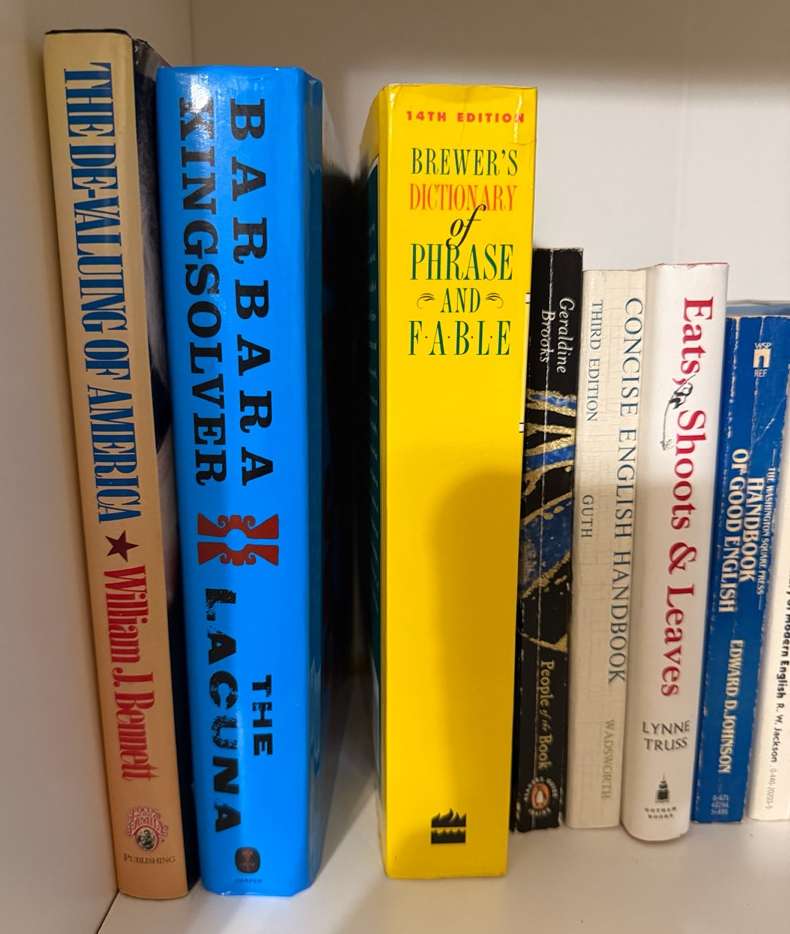 THE DE-VALUING OF AMERICA
William J. Bennett
PUBLISHING
BARBARA
KINGSOLVER
THE
LACUNA
HARPER
14TH EDITION
BREWER'S
DICTIONARY
of
PHRASE
AND
F·A·B·L·E
Geraldine
Brooks
People of the Book
CONCISE ENGLISH HANDBOOK
THIRD EDITION
GUTH
WADSWORTH
Eats, Shoots & Leaves
LYNNE
TRUSS
GOTHAM
BOOKS
WSP
REF
THE WASHINGTON SQUARE PRESS
HANDBOOK
OF GOOD ENGLISH
EDWARD D. JOHNSON
of Modern English R. W. Jackson